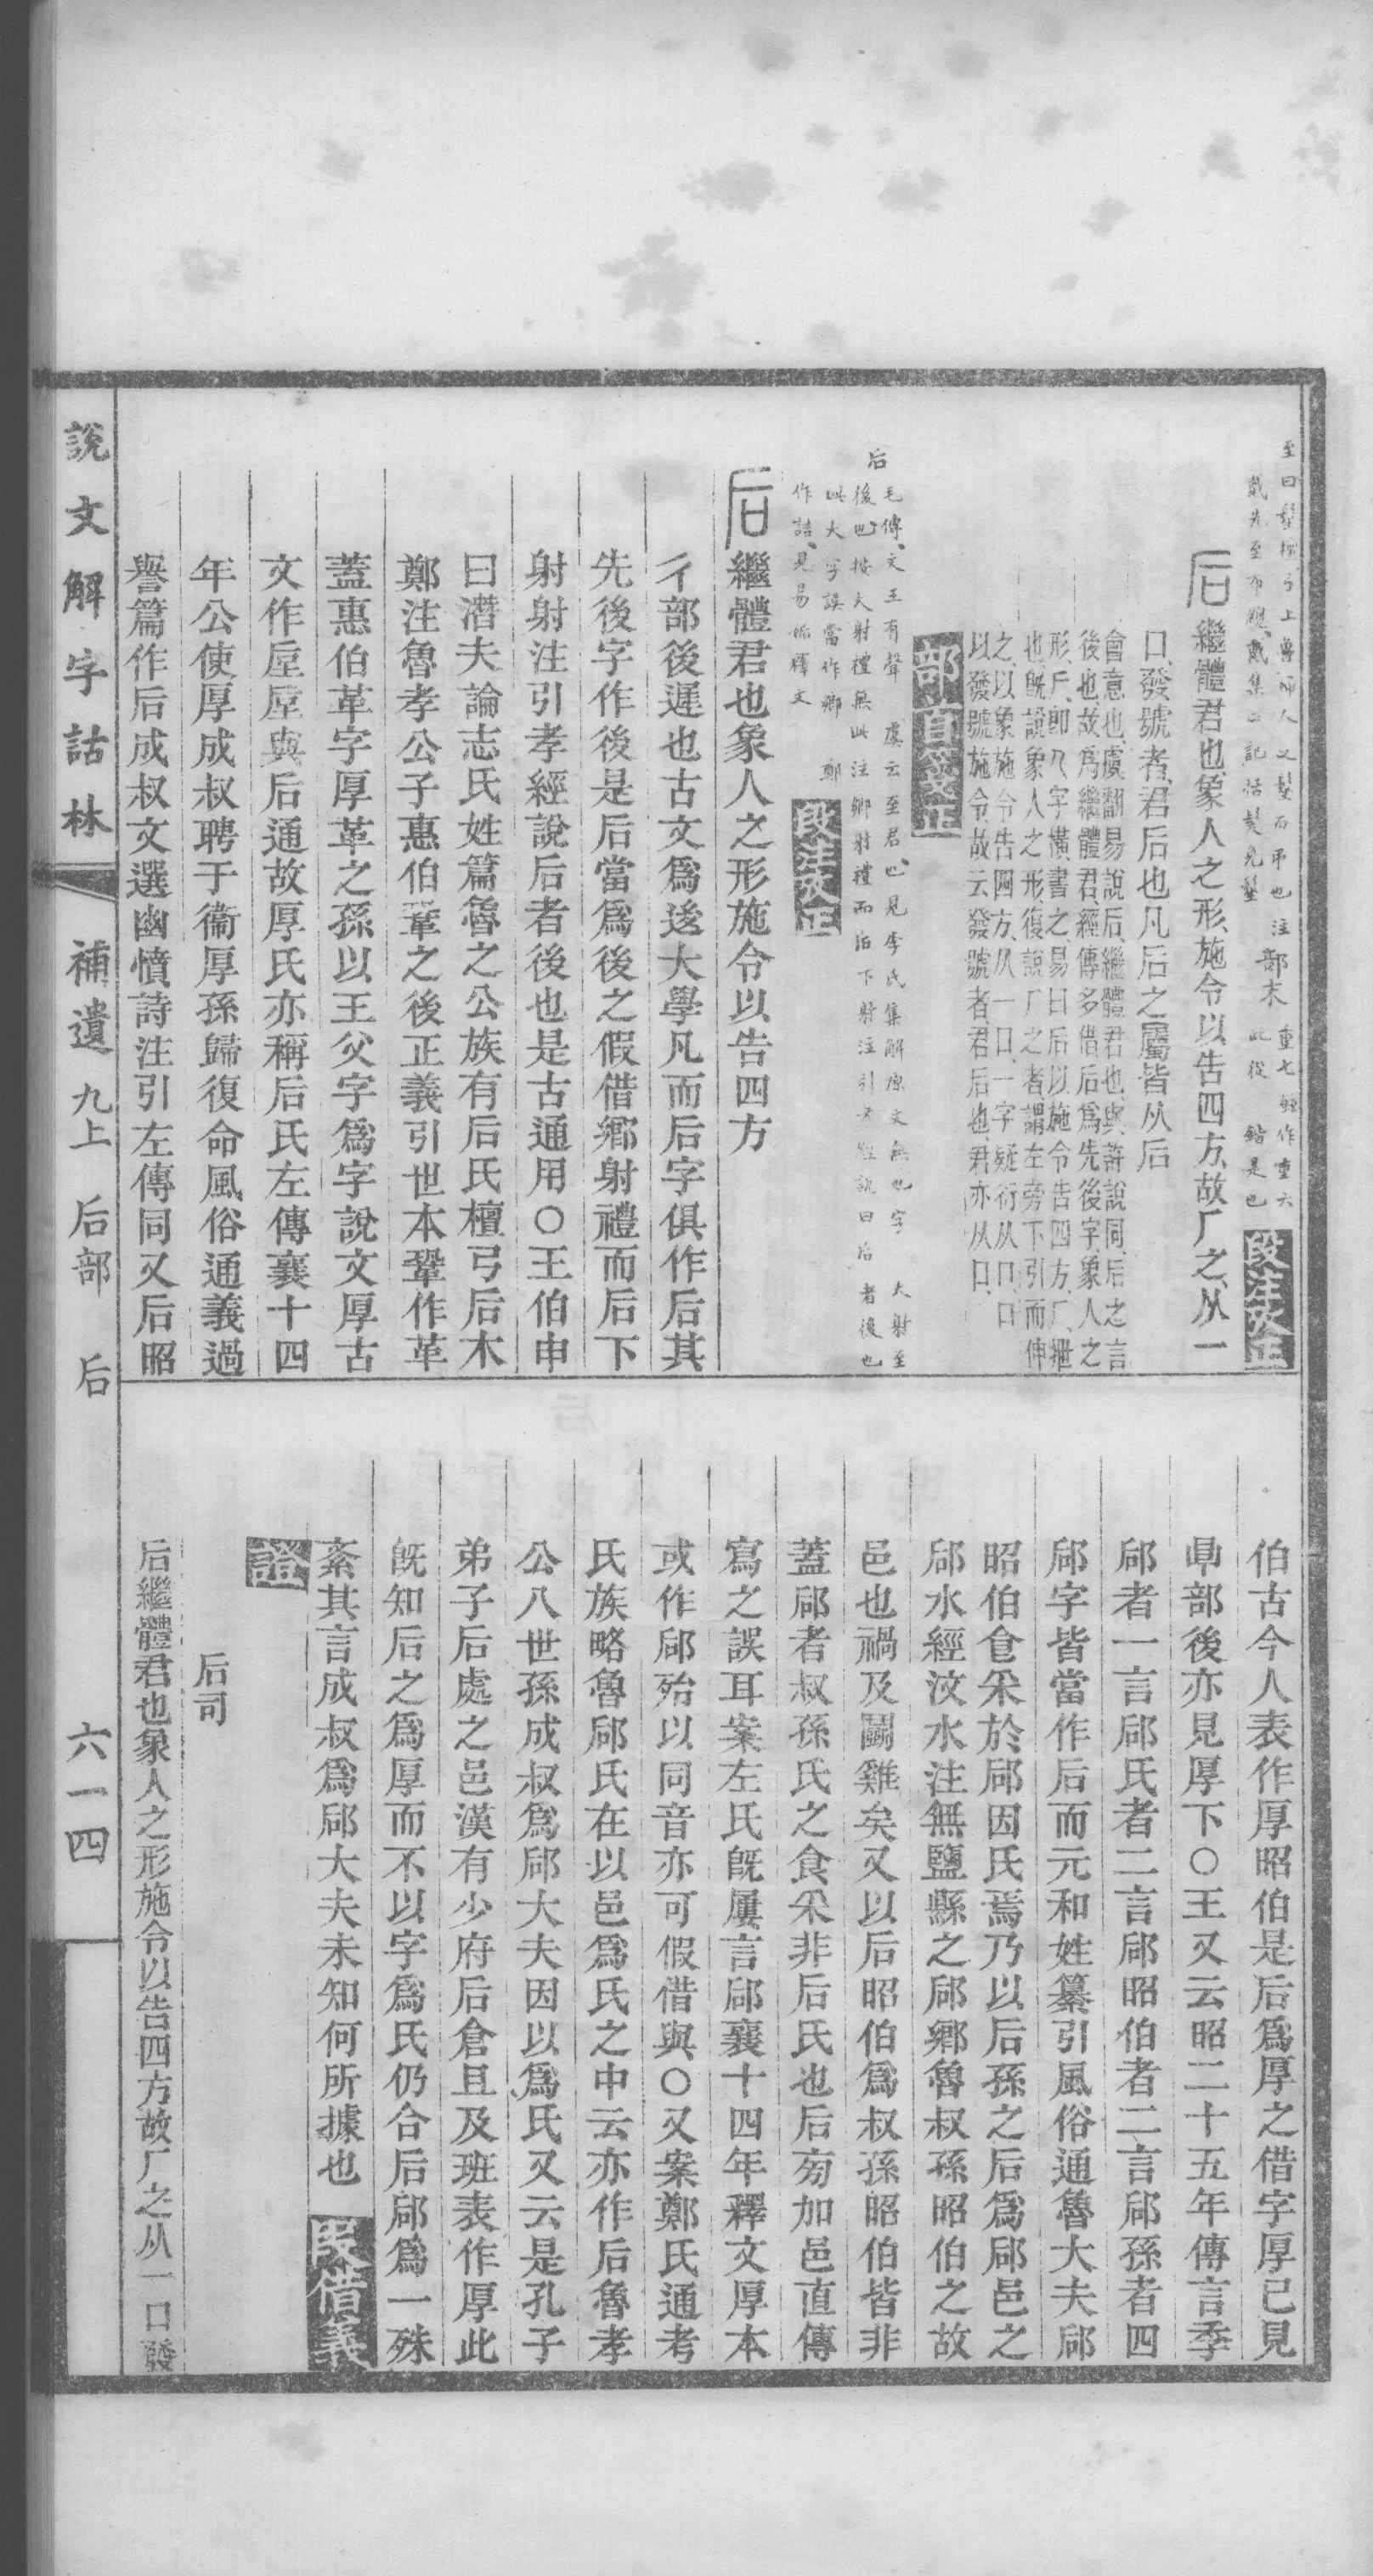 至曰髽禮弓上魯婦人之髽而弔也注
戴先至布緦戴集二記括髮免髽
部末
重七 解作重六
此從 鍇是也
段注攷正
后繼體君也、象人之形、施令以告四方、故厂之、从一
口、發號者、君后也、凡后之屬皆从后
會意也、虞翻易說、后、繼體君也、與許說同、后之言
後也、故爲繼體君、經傳多借后爲先後字、象人之
形、厂、卽人字橫書之、易曰后以施令告四方、厂、抴
也、旣說象人之形、復說厂之者、謂左旁下引而伸
之、以象施令告四方、从一口、一字疑衍、从口、口
以發號施令故云發號者君后也、君亦从口、
后
毛傳、文王有聲 虞云至君也、見李氏集解原文無也字 大射至
後也、按大射禮無此注鄉射禮而后下射注引孝經說曰后者後也
此大字誤當作鄉 鄭
作詰、見易姤釋文
段注攷正
后繼體君也象人之形施令以告四方
彳部後遲也古文爲𨒥大學凡而后字俱作后其
先後字作後是后當爲後之假借鄉射禮而后下
射射注引孝經說后者後也是古通用○王伯申
曰潛夫論志氏姓篇魯之公族有后氏檀弓后木
鄭注魯孝公子惠伯鞏之後正義引世本鞏作革
蓋惠伯革字厚革之孫以王父字爲字說文厚古
文作垕垕與后通故厚氏亦稱后氏左傳襄十四
年公使厚成叔聘于衞厚孫歸復命風俗通義過
譽篇作后成叔文選幽憤詩注引左傳同又后昭
說文解字詁林 補遺 九上 后部 后 六一四
伯古今人表作厚昭伯是后爲厚之借字厚已見
𣆪部後亦見厚下○王又云昭二十五年傳言季
郈者一言郈氏者二言郈昭伯者二言郈孫者四
郈字皆當作后而元和姓纂引風俗通魯大夫郈
昭伯食采於郈因氏焉乃以后孫之后爲郈邑之
郈水經汶水注無鹽縣之郈鄉魯叔孫昭伯之故
邑也禍及鬭雞矣又以后昭伯爲叔孫昭伯皆非
蓋郈者叔孫氏之食采非后氏也后旁加邑直傳
寫之誤耳案左氏旣屢言郈襄十四年釋文厚本
或作郈殆以同音亦可假借與○又案鄭氏通考
氏族略魯郈氏在以邑爲氏之中云亦作后魯孝
公八世孫成叔爲郈大夫因以爲氏又云是孔子
弟子后處之邑漢有少府后倉且及班表作厚此
旣知后之爲厚而不以字爲氏仍合后郈爲一殊
紊其言成叔爲郈大夫未知何所據也
段借義
證
后司
后繼體君也象人之形施令以告四方故厂之从一口發